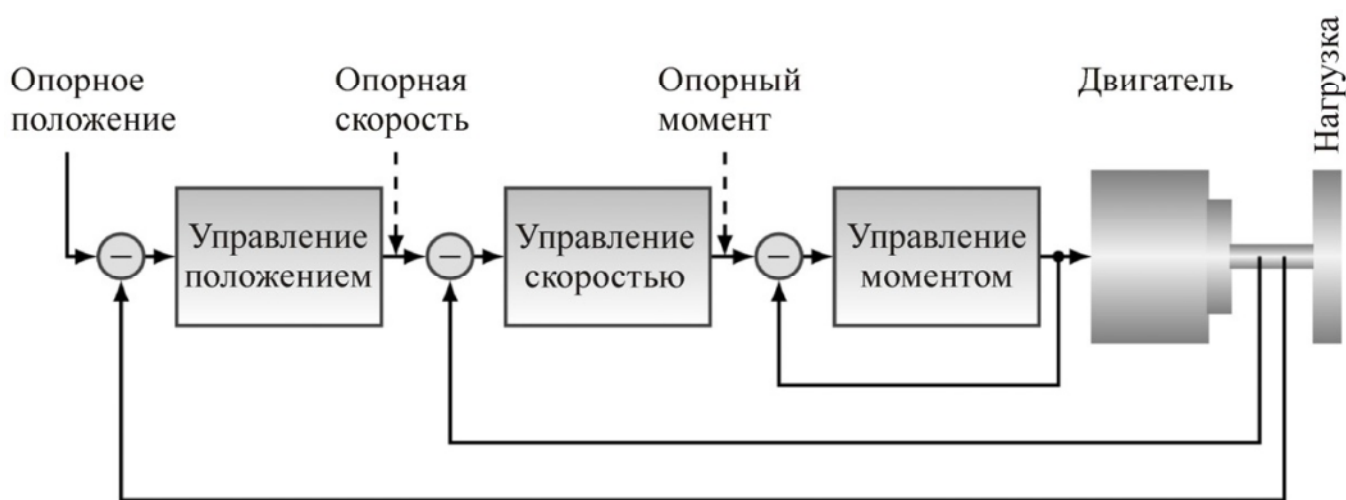 Опорное
положение
Опорная
скорость
Опорный
момент
Двигатель
Нагрузка
Управление
положением
Управление
скоростью
Управление
моментом